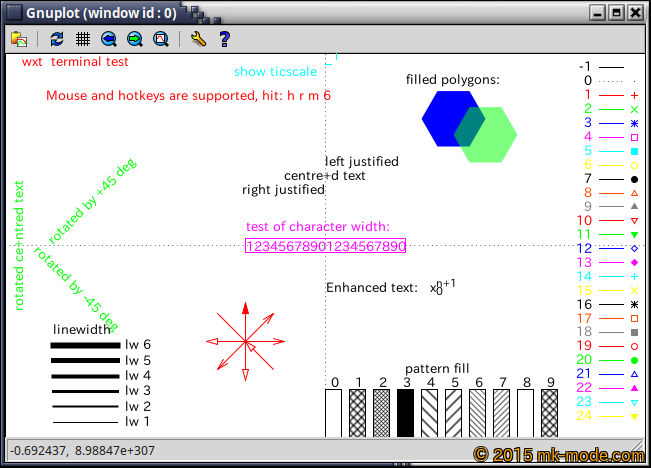 Gnuplot (window id : 0)
wxt terminal test
show ticscale
Mouse and hotkeys are supported, hit: h r m 6
filled polygons:
left justified
centre+d text
right justified
rotated ce+ntred text
rotated by +45 deg
rotated by -45 deg
test of character width:
12345678901234567890
Enhanced text: x₀ⁿ⁺¹
linewidth
lw 6
lw 5
lw 4
lw 3
lw 2
lw 1
pattern fill
0 1 2 3 4 5 6 7 8 9
-1
0
1
2
3
4
5
6
7
8
9
10
11
12
13
14
15
16
17
18
19
20
21
22
23
24
-0.692437, 8.98847e+307
© 2015 mk-mode.com